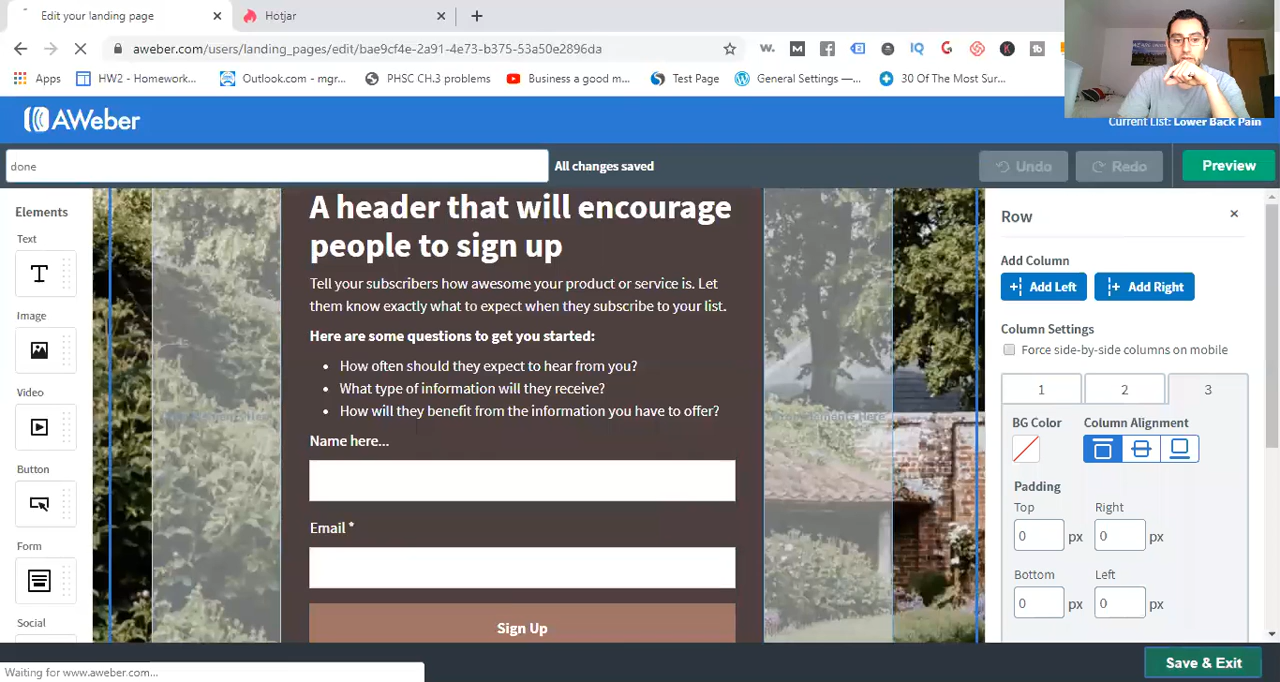 Edit your landing page
Hotjar
aweber.com/users/landing_pages/edit/bae9cf4e-2a91-4e73-b375-53a50e2896da
Apps
HW2 - Homework...
Outlook.com - mgr...
PHSC CH.3 problems
Business a good m...
Test Page
General Settings —...
30 Of The Most Sur...
AWeber
Current List: Lower Back Pain
done
All changes saved
Undo
Redo
Preview
Elements
Text
Image
Video
Button
Form
Social
A header that will encourage
people to sign up
Tell your subscribers how awesome your product or service is. Let
them know exactly what to expect when they subscribe to your list.
Here are some questions to get you started:
• How often should they expect to hear from you?
• What type of information will they receive?
• How will they benefit from the information you have to offer?
Name here...
Email *
Sign Up
Elements Here
Row
Add Column
Add Left
Add Right
Column Settings
Force side-by-side columns on mobile
1
2
3
BG Color
Column Alignment
Padding
Top
Right
0 px
0 px
Bottom
Left
0 px
0 px
Waiting for www.aweber.com...
Save & Exit